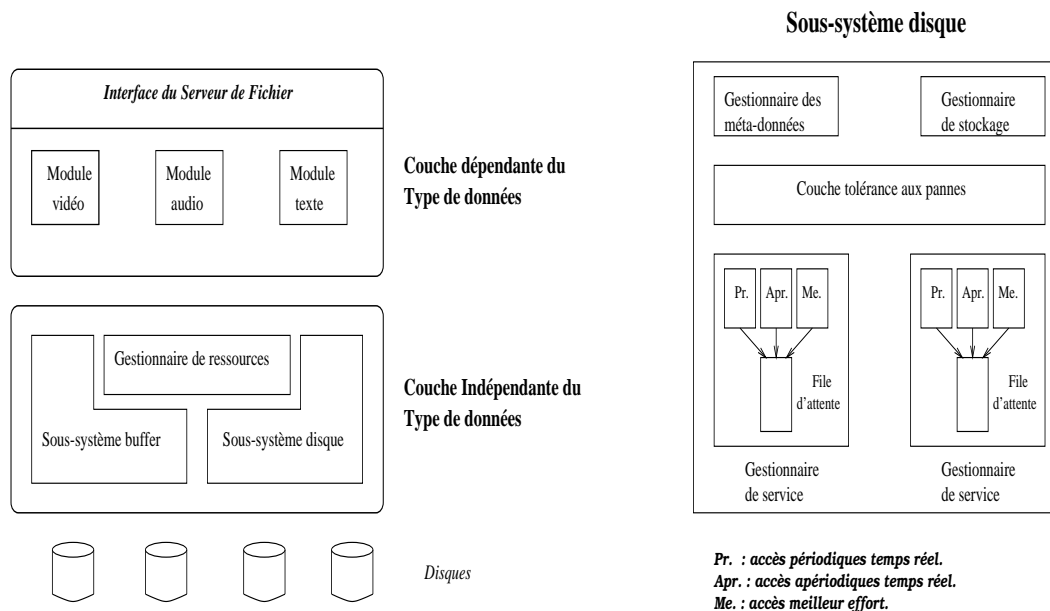 Interface du Serveur de Fichier
Module
vidéo
Module
audio
Module
texte
Couche dépendante du
Type de données
Gestionnaire de ressources
Sous-système buffer
Sous-système disque
Couche Indépendante du
Type de données
Disques
Sous-système disque
Gestionnaire des
méta-données
Gestionnaire
de stockage
Couche tolérance aux pannes
Pr.
Apr.
Me.
File
d'attente
Gestionnaire
de service
Pr.
Apr.
Me.
File
d'attente
Gestionnaire
de service
Pr. : accès périodiques temps réel.
Apr. : accès apériodiques temps réel.
Me. : accès meilleur effort.